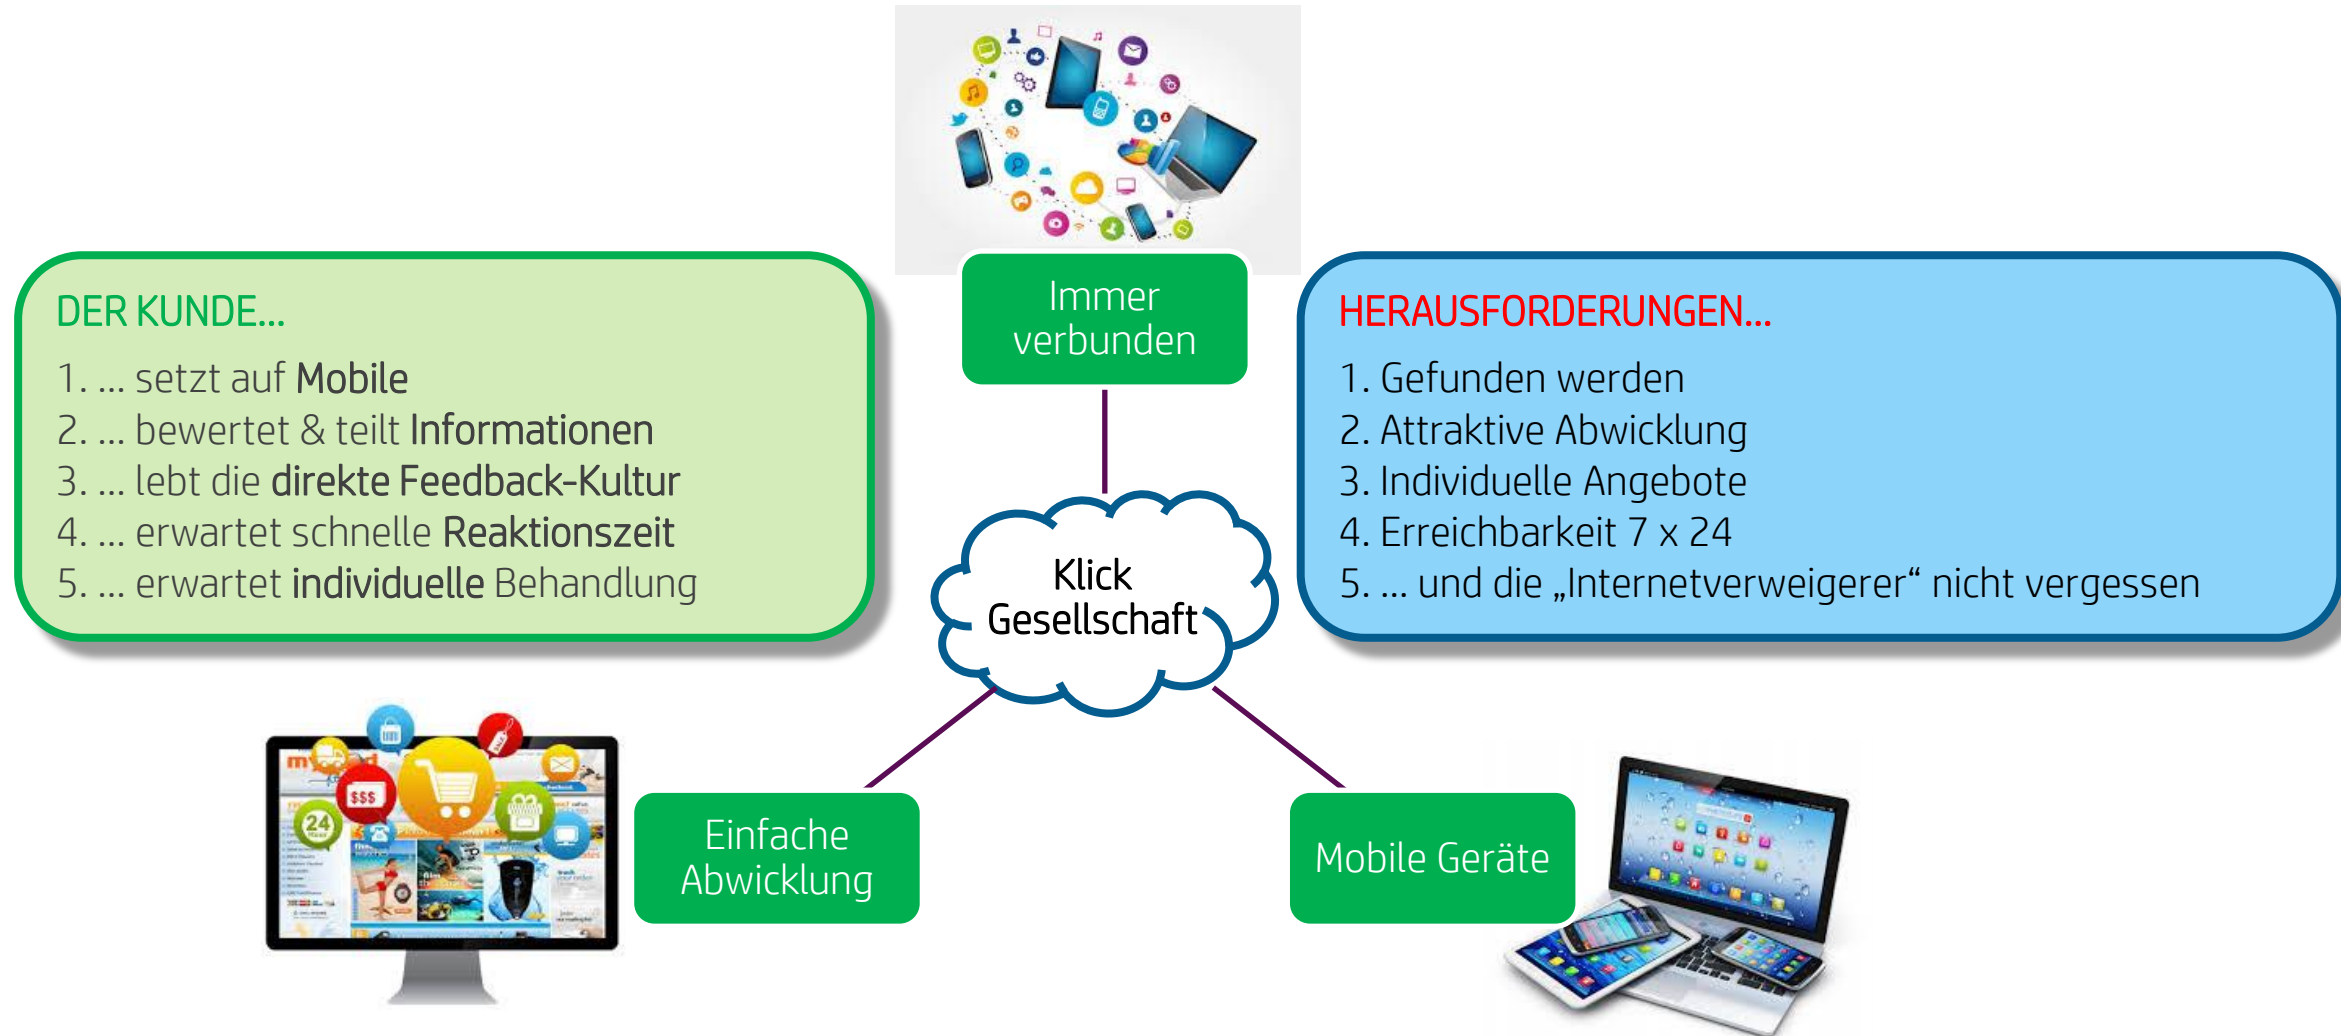 Immer
verbunden
DER KUNDE...
1. ... setzt auf Mobile
2. ... bewertet & teilt Informationen
3. ... lebt die direkte Feedback-Kultur
4. ... erwartet schnelle Reaktionszeit
5. ... erwartet individuelle Behandlung
HERAUSFORDERUNGEN...
1. Gefunden werden
2. Attraktive Abwicklung
3. Individuelle Angebote
4. Erreichbarkeit 7 x 24
5. ... und die „Internetverweigerer“ nicht vergessen
Klick
Gesellschaft
SALE
$$$
24
Einfache
Abwicklung
Mobile Geräte